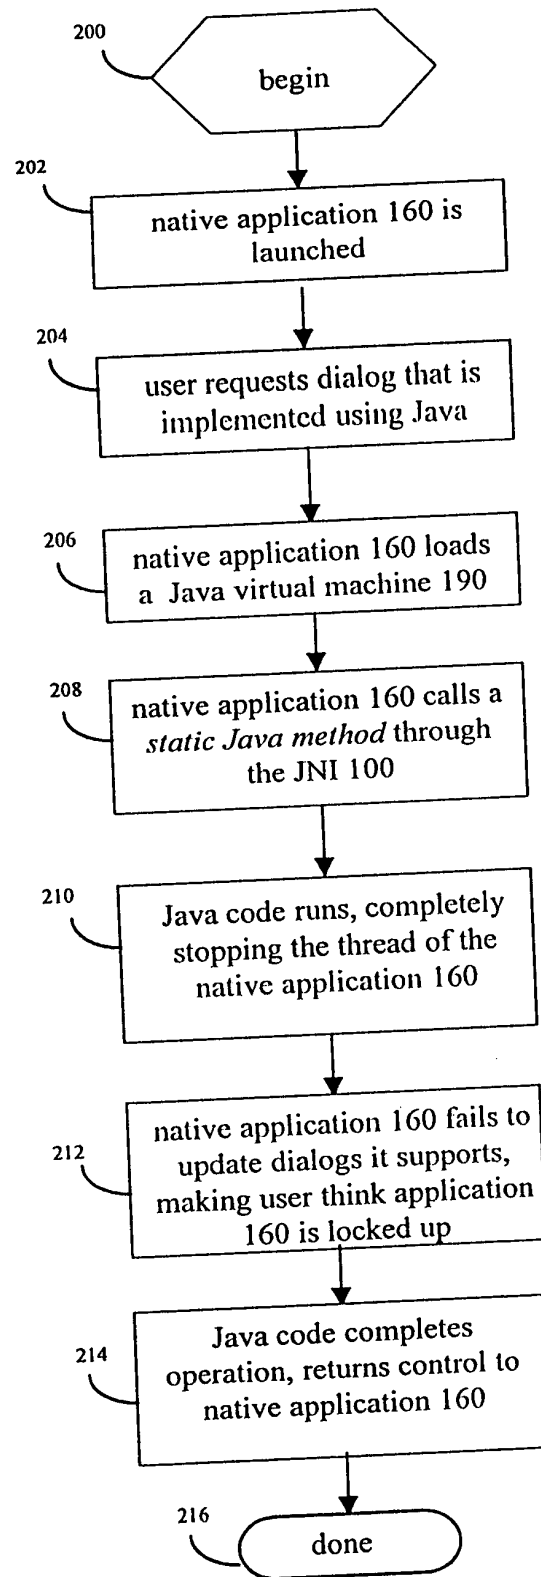 200
begin
202
native application 160 is
launched
204
user requests dialog that is
implemented using Java
206
native application 160 loads
a Java virtual machine 190
208
native application 160 calls a
static Java method through
the JNI 100
210
Java code runs, completely
stopping the thread of the
native application 160
212
native application 160 fails to
update dialogs it supports,
making user think application
160 is locked up
214
Java code completes
operation, returns control to
native application 160
216
done